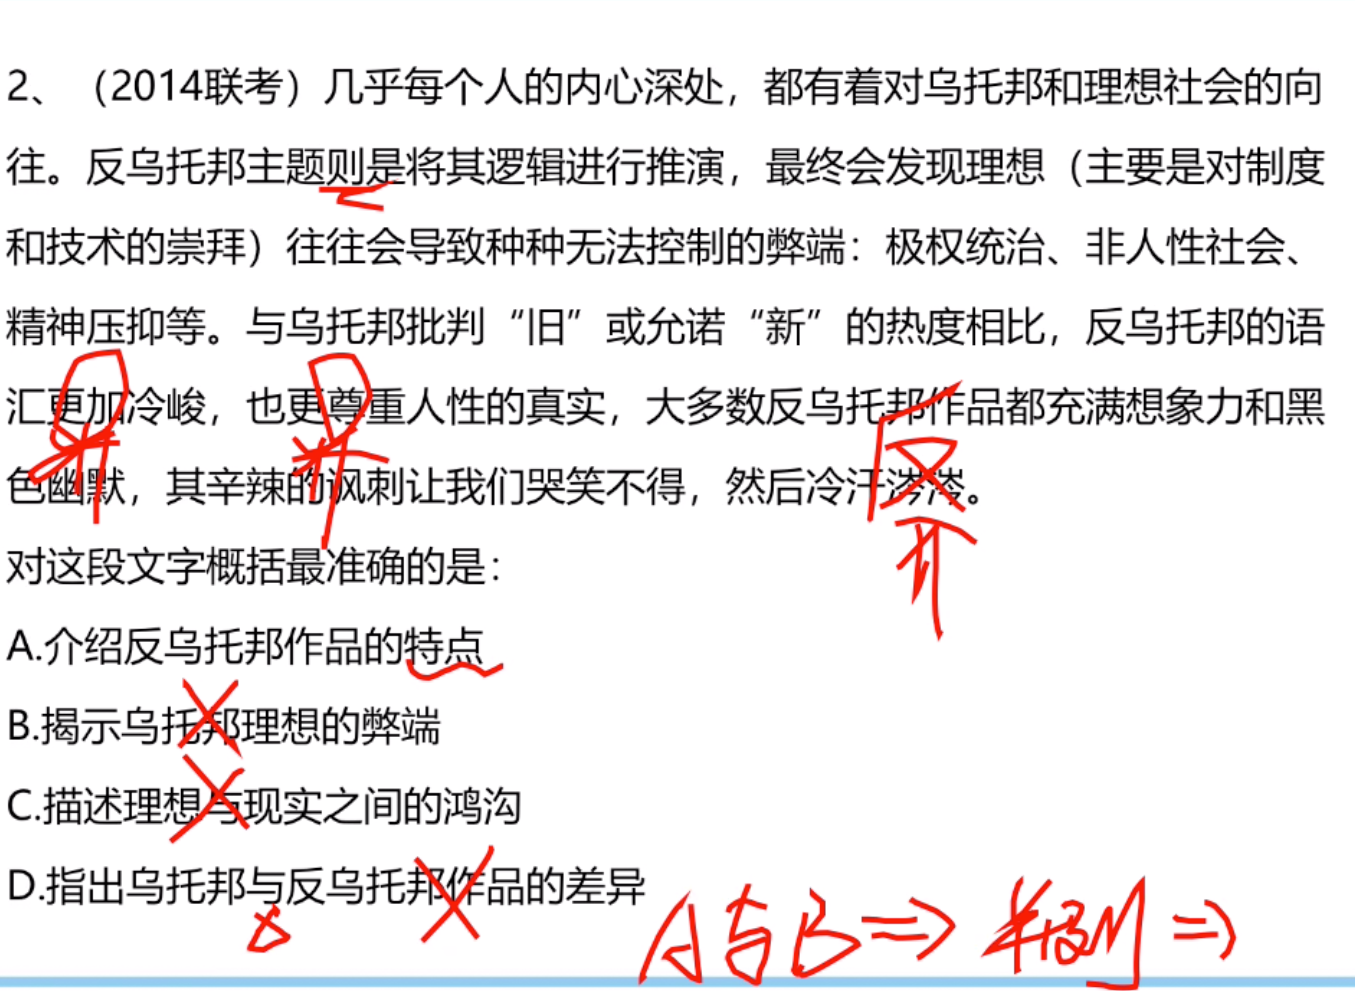 2、（2014联考）几乎每个人的内心深处，都有着对乌托邦和理想社会的向
往。反乌托邦主题则是将其逻辑进行推演，最终会发现理想（主要是对制度
和技术的崇拜）往往会导致种种无法控制的弊端：极权统治、非人性社会、
精神压抑等。与乌托邦批判“旧”或允诺“新”的热度相比，反乌托邦的语
汇更加冷峻，也更尊重人性的真实，大多数反乌托邦作品都充满想象力和黑
色幽默，其辛辣的讽刺让我们哭笑不得，然后冷汗涔涔。
对这段文字概括最准确的是：
A.介绍反乌托邦作品的特点
B.揭示乌托邦理想的弊端
C.描述理想与现实之间的鸿沟
D.指出乌托邦与反乌托邦作品的差异
A与B⇒ ⇒